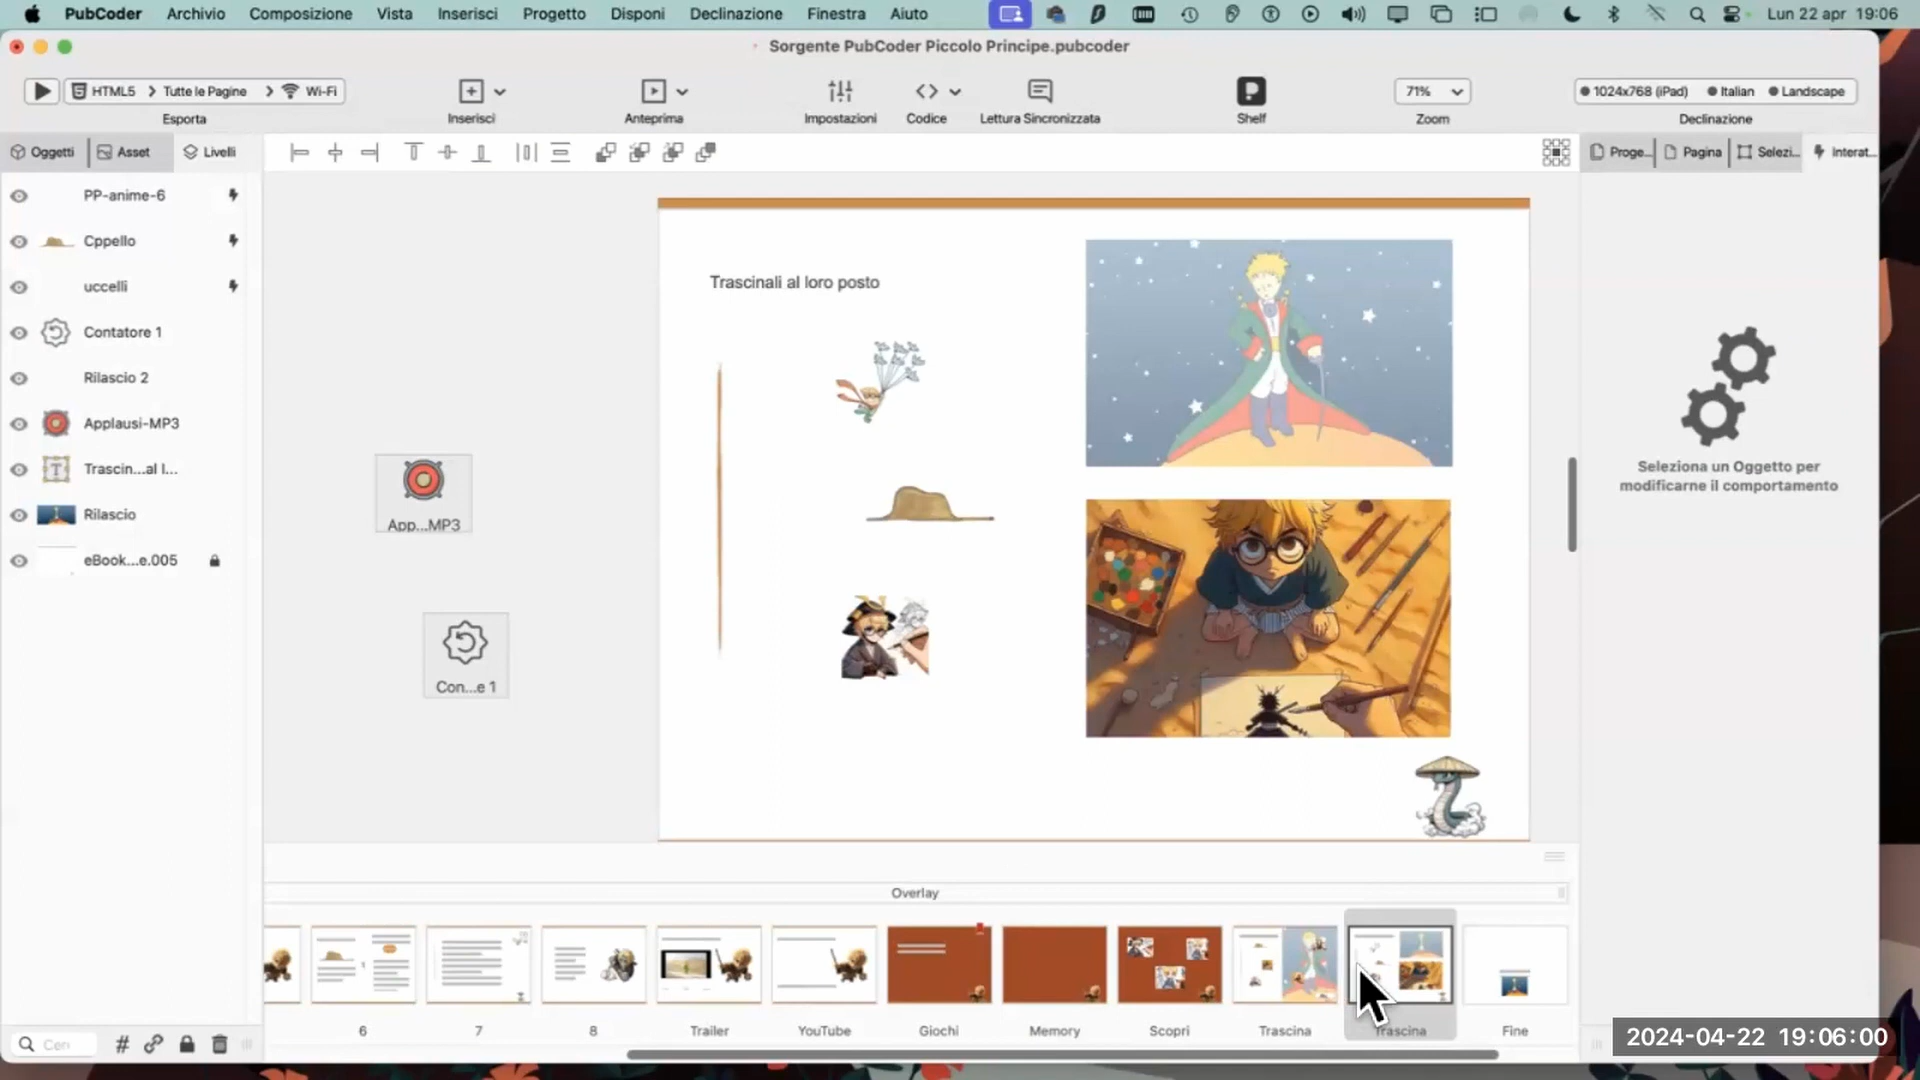 PubCoder Archivio Composizione Vista Inserisci Progetto Disponi Declinazione Finestra Aiuto Lun 22 apr 19:06
Sorgente PubCoder Piccolo Principe.pubcoder
HTML5 Tutte le Pagine Wi-Fi
71%
1024x768 (iPad) Italian Landscape
Esporta Inserisci Anteprima Impostazioni Codice Lettura Sincronizzata Shelf Zoom Declinazione
Oggetti Asset Livelli
Proge... Pagina Selezi... Interat...
PP-anime-6
Cppello
uccelli
Contatore 1
Rilascio 2
Applausi-MP3
Trascin...al l...
Rilascio
eBook...e.005
Trascinali al loro posto
App...MP3
Con...e 1
Seleziona un Oggetto per
modificarne il comportamento
Overlay
6 7 8 Trailer YouTube Giochi Memory Scopri Trascina Trascina Fine
Cerc
2024-04-22 19:06:00